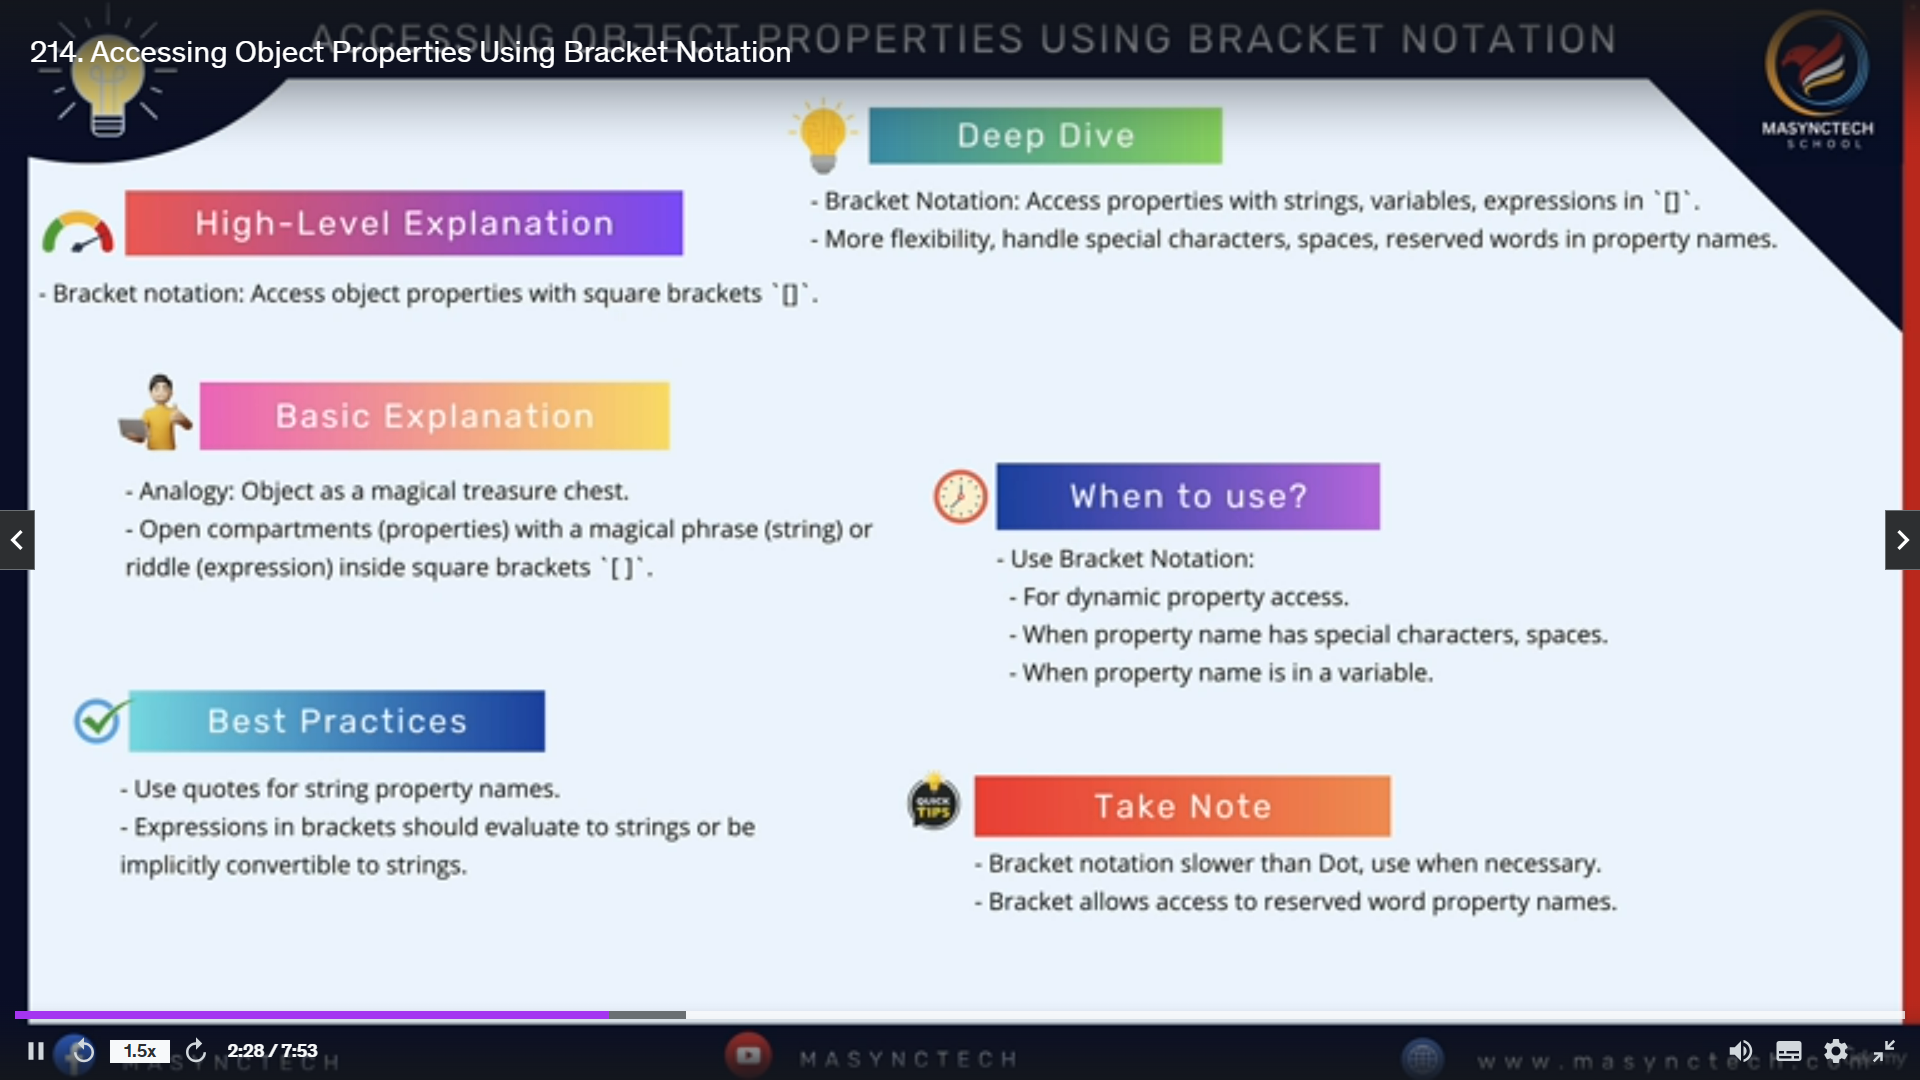 ACCESSING OBJECT PROPERTIES USING BRACKET NOTATION
214. Accessing Object Properties Using Bracket Notation
MASYNCTECH
SCHOOL
Deep Dive
- Bracket Notation: Access properties with strings, variables, expressions in `[]`.
- More flexibility, handle special characters, spaces, reserved words in property names.
High-Level Explanation
- Bracket notation: Access object properties with square brackets `[]`.
Basic Explanation
- Analogy: Object as a magical treasure chest.
- Open compartments (properties) with a magical phrase (string) or
riddle (expression) inside square brackets `[ ]`.
When to use?
- Use Bracket Notation:
- For dynamic property access.
- When property name has special characters, spaces.
- When property name is in a variable.
Best Practices
- Use quotes for string property names.
- Expressions in brackets should evaluate to strings or be
implicitly convertible to strings.
QUICK
TIPS
Take Note
- Bracket notation slower than Dot, use when necessary.
- Bracket allows access to reserved word property names.
1.5x
2:28 / 7:53
MASYNCTECH
MASYNCTECH
www.masynctech.com